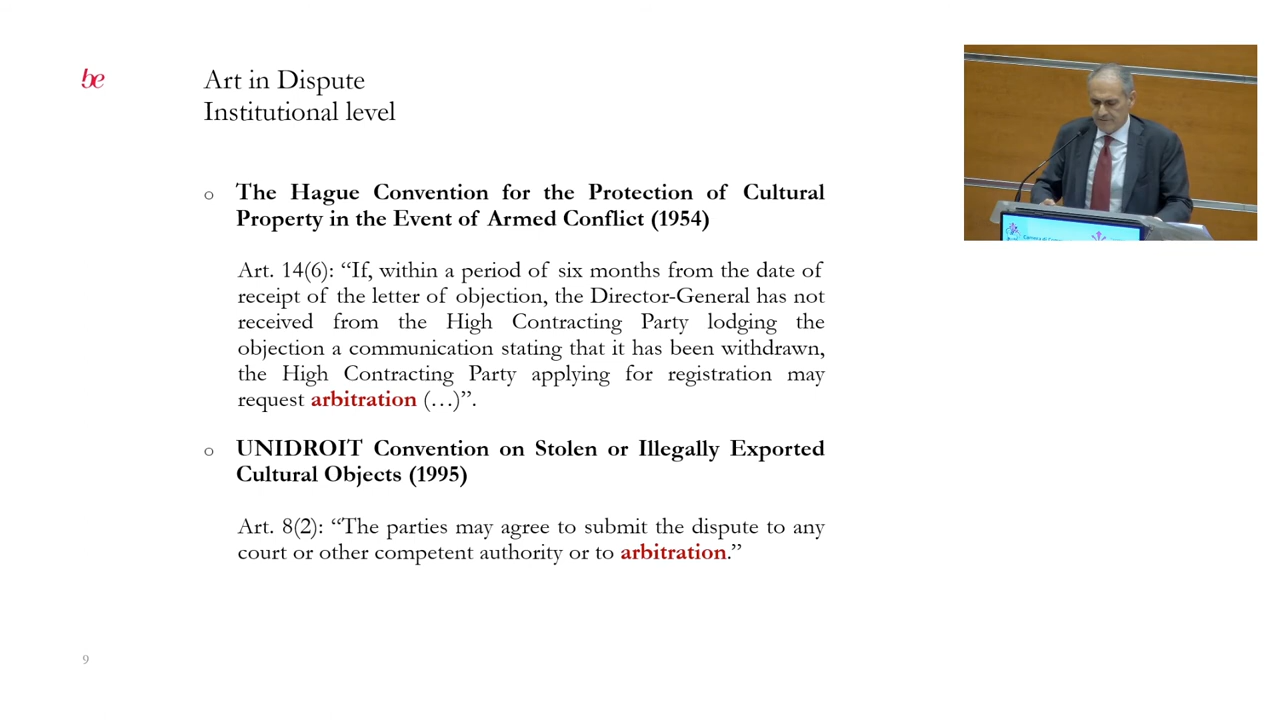 be
Art in Dispute
Institutional level
o The Hague Convention for the Protection of Cultural
Property in the Event of Armed Conflict (1954)
Art. 14(6): “If, within a period of six months from the date of
receipt of the letter of objection, the Director-General has not
received from the High Contracting Party lodging the
objection a communication stating that it has been withdrawn,
the High Contracting Party applying for registration may
request arbitration (…)”.
o UNIDROIT Convention on Stolen or Illegally Exported
Cultural Objects (1995)
Art. 8(2): “The parties may agree to submit the dispute to any
court or other competent authority or to arbitration.”
9